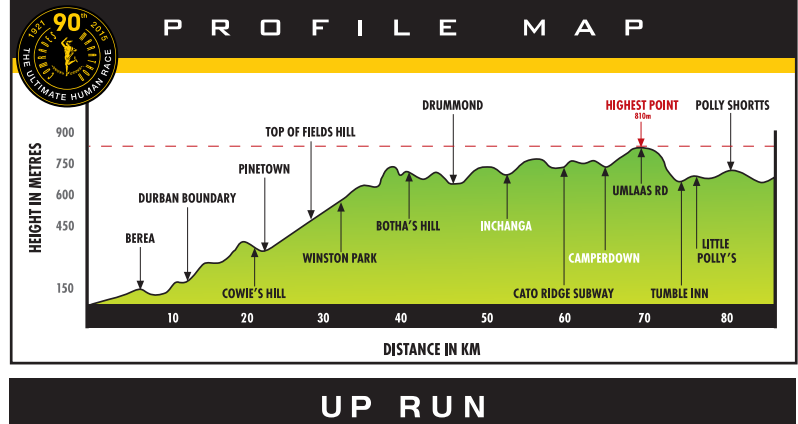 PROFILE MAP
1921 90th 2015
COMRADES MARATHON
THE ULTIMATE HUMAN RACE
HEIGHT IN METRES
900
750
600
450
150
BEREA
DURBAN BOUNDARY
PINETOWN
TOP OF FIELDS HILL
DRUMMOND
HIGHEST POINT
810m
POLLY SHORTTS
COWIE'S HILL
WINSTON PARK
BOTHA'S HILL
INCHANGA
CATO RIDGE SUBWAY
CAMPERDOWN
UMLAAS RD
TUMBLE INN
LITTLE
POLLY'S
10 20 30 40 50 60 70 80
DISTANCE IN KM
UP RUN